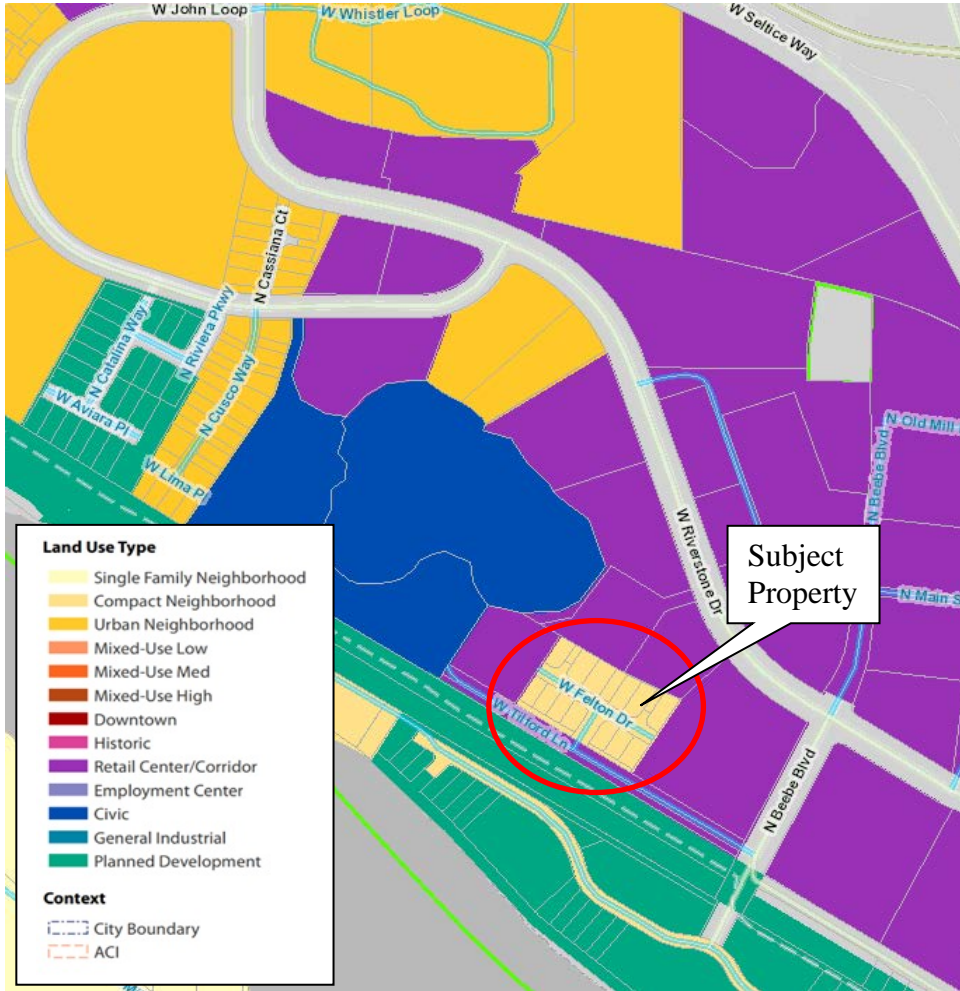 W John Loop
W Whistler Loop
W Seltice Way
N Cassiana Ct
N Riviera Pkwy
N Catalina Way
N Cusco Way
W Aviara Pl
W Lima Pl
N Old Mill
N Beebe Blvd
W Riverstone Dr
N Main S
Subject
Property
W Felton Dr
W Tilford Ln
N Beebe Blvd
Land Use Type
Single Family Neighborhood
Compact Neighborhood
Urban Neighborhood
Mixed-Use Low
Mixed-Use Med
Mixed-Use High
Downtown
Historic
Retail Center/Corridor
Employment Center
Civic
General Industrial
Planned Development
Context
City Boundary
ACI